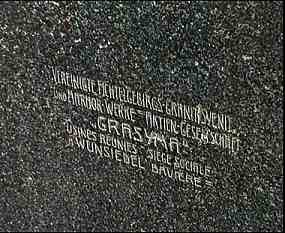 VEREINIGTE FICHTELGEBIRGS-GRANIT, SYENIT-
UND MARMOR-WERKE-AKTIEN-GESELLSCHAFT
"GRASYMA"
USINES REUNIES - SIEGE SOCIALE
A WUNSIEDEL BAVIERE =